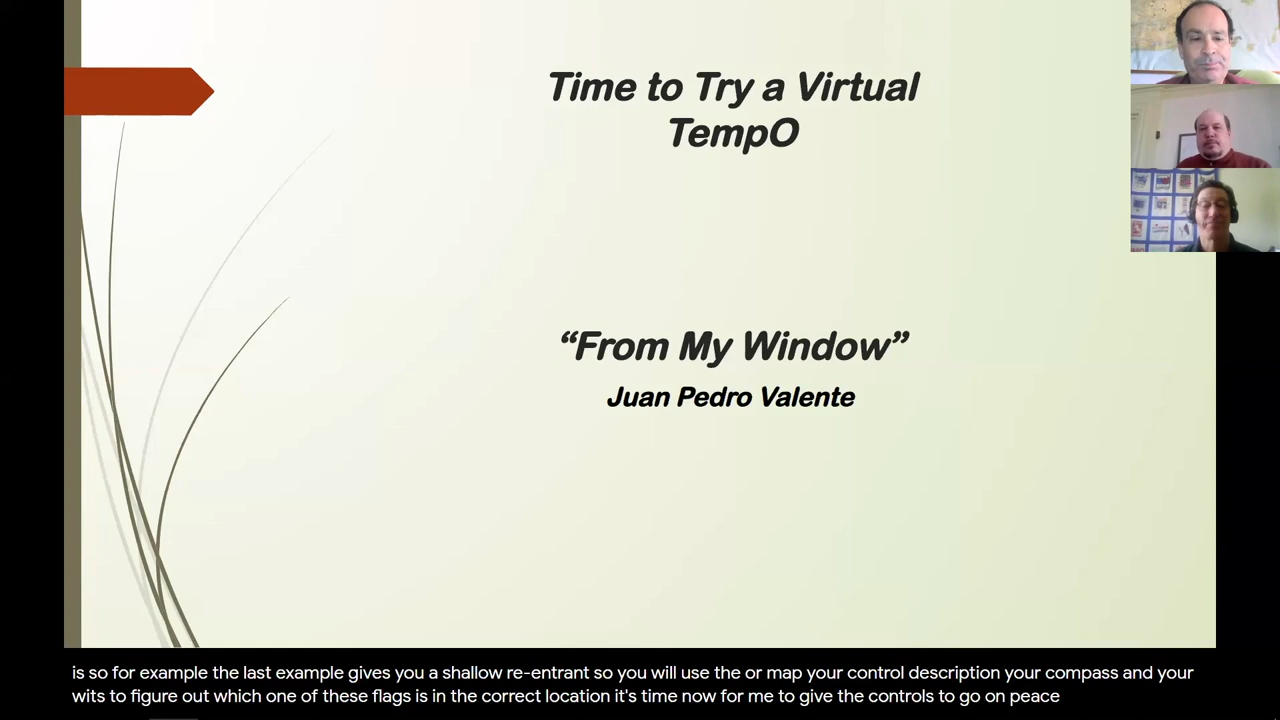 Time to Try a Virtual
TempO
“From My Window”
Juan Pedro Valente
is so for example the last example gives you a shallow re-entrant so you will use the or map your control description your compass and your
wits to figure out which one of these flags is in the correct location it's time now for me to give the controls to go on peace